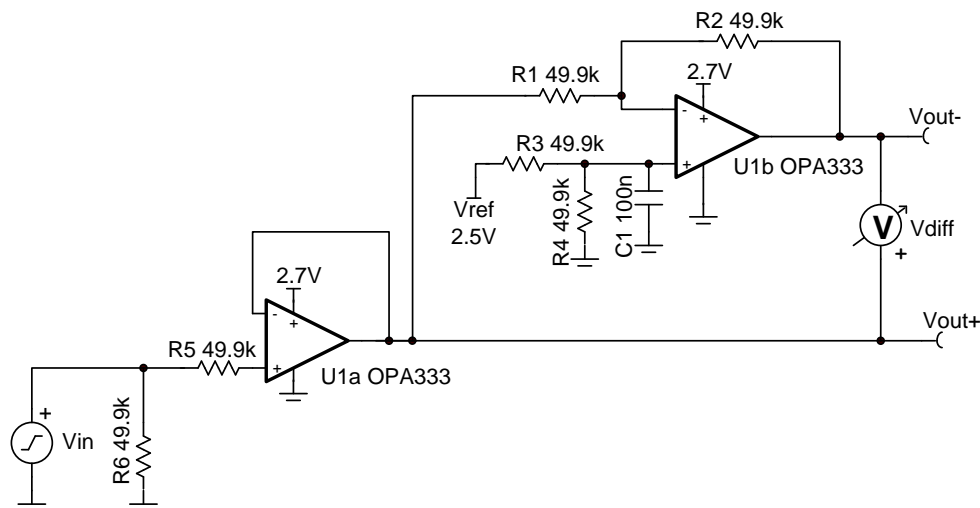 R2 49.9k
R1 49.9k
2.7V
-
+
+
U1b OPA333
Vout-
R3 49.9k
Vref
2.5V
R4 49.9k
C1 100n
V
Vdiff
+
2.7V
-
+
+
U1a OPA333
Vout+
R5 49.9k
+
Vin
R6 49.9k